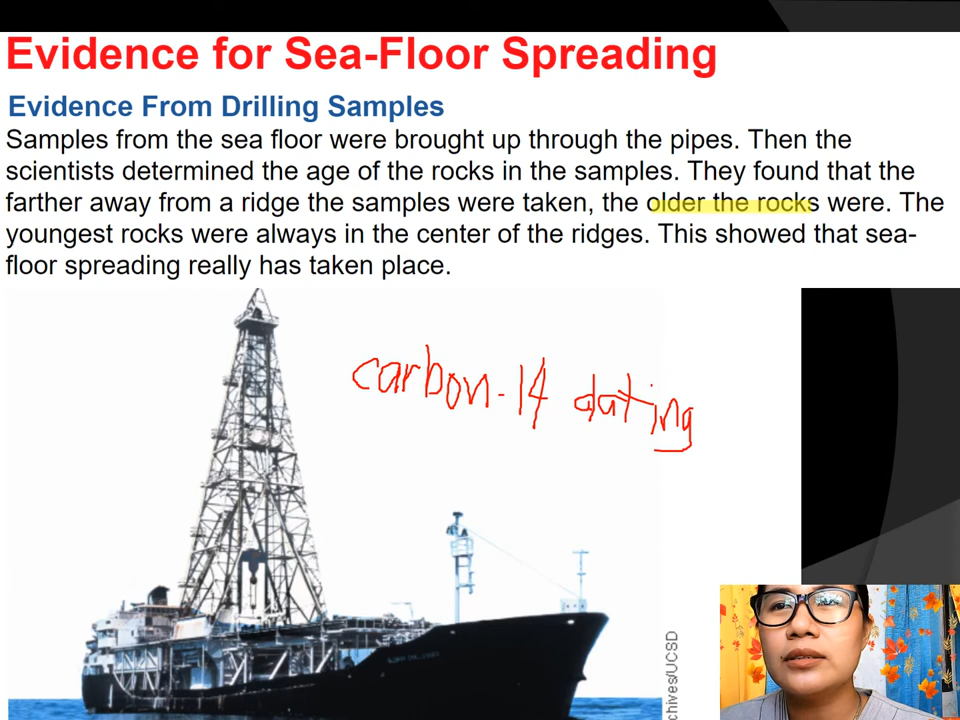 Evidence for Sea-Floor Spreading
Evidence From Drilling Samples
Samples from the sea floor were brought up through the pipes. Then the
scientists determined the age of the rocks in the samples. They found that the
farther away from a ridge the samples were taken, the older the rocks were. The
youngest rocks were always in the center of the ridges. This showed that sea-
floor spreading really has taken place.
carbon-14 dating
chives/UCSD